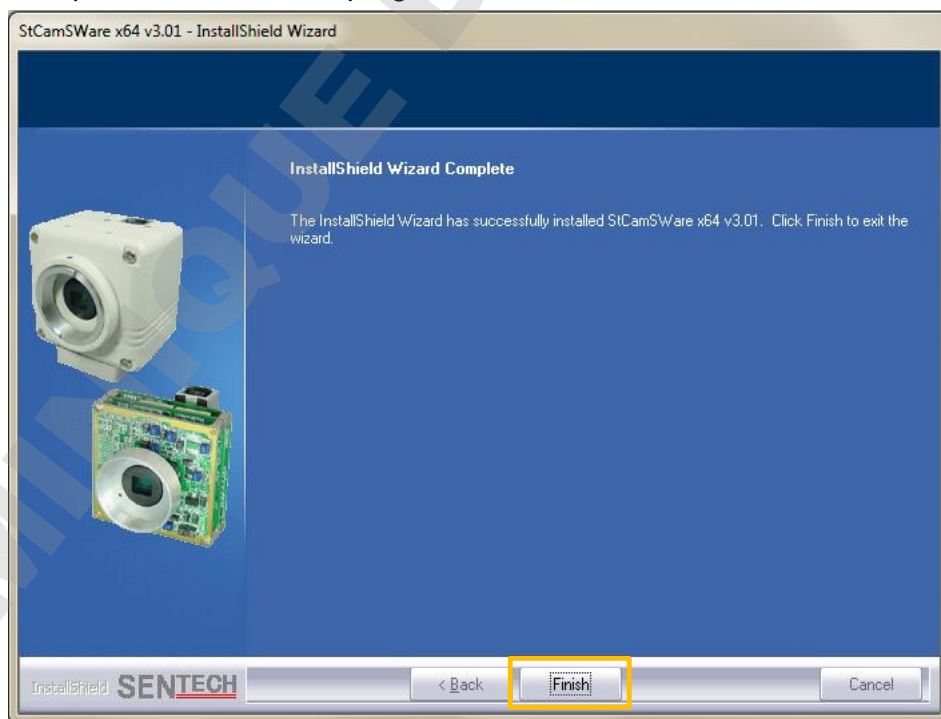 StCamSWare x64 v3.01 - InstallShield Wizard
InstallShield Wizard Complete
The InstallShield Wizard has successfully installed StCamSWare x64 v3.01. Click Finish to exit the
wizard.
InstallShield SENTECH
< Back Finish Cancel